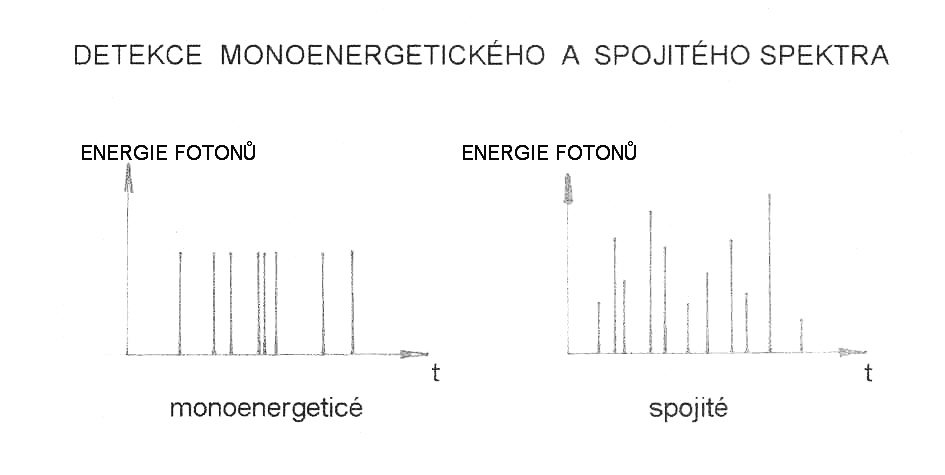 DETEKCE MONOENERGETICKÉHO A SPOJITÉHO SPEKTRA
ENERGIE FOTONŮ
t
monoenergeticé
ENERGIE FOTONŮ
t
spojité